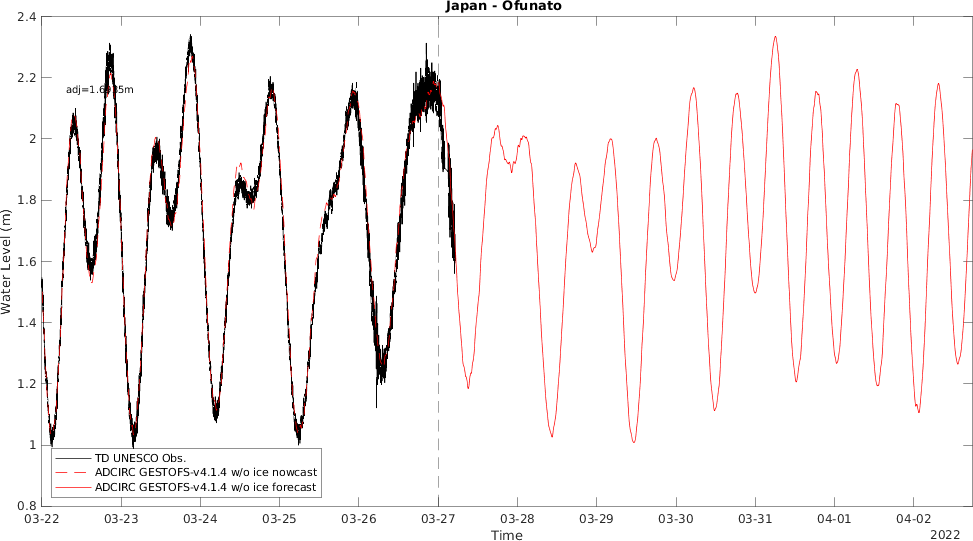 Japan - Ofunato
2.4
2.2
2
1.8
1.6
1.4
1.2
1
0.8
Water Level (m)
TD UNESCO Obs.
ADCIRC GESTOFS-v4.1.4 w/o ice nowcast
ADCIRC GESTOFS-v4.1.4 w/o ice forecast
03-22 03-23 03-24 03-25 03-26 03-27 03-28 03-29 03-30 03-31 04-01 04-02
Time
2022